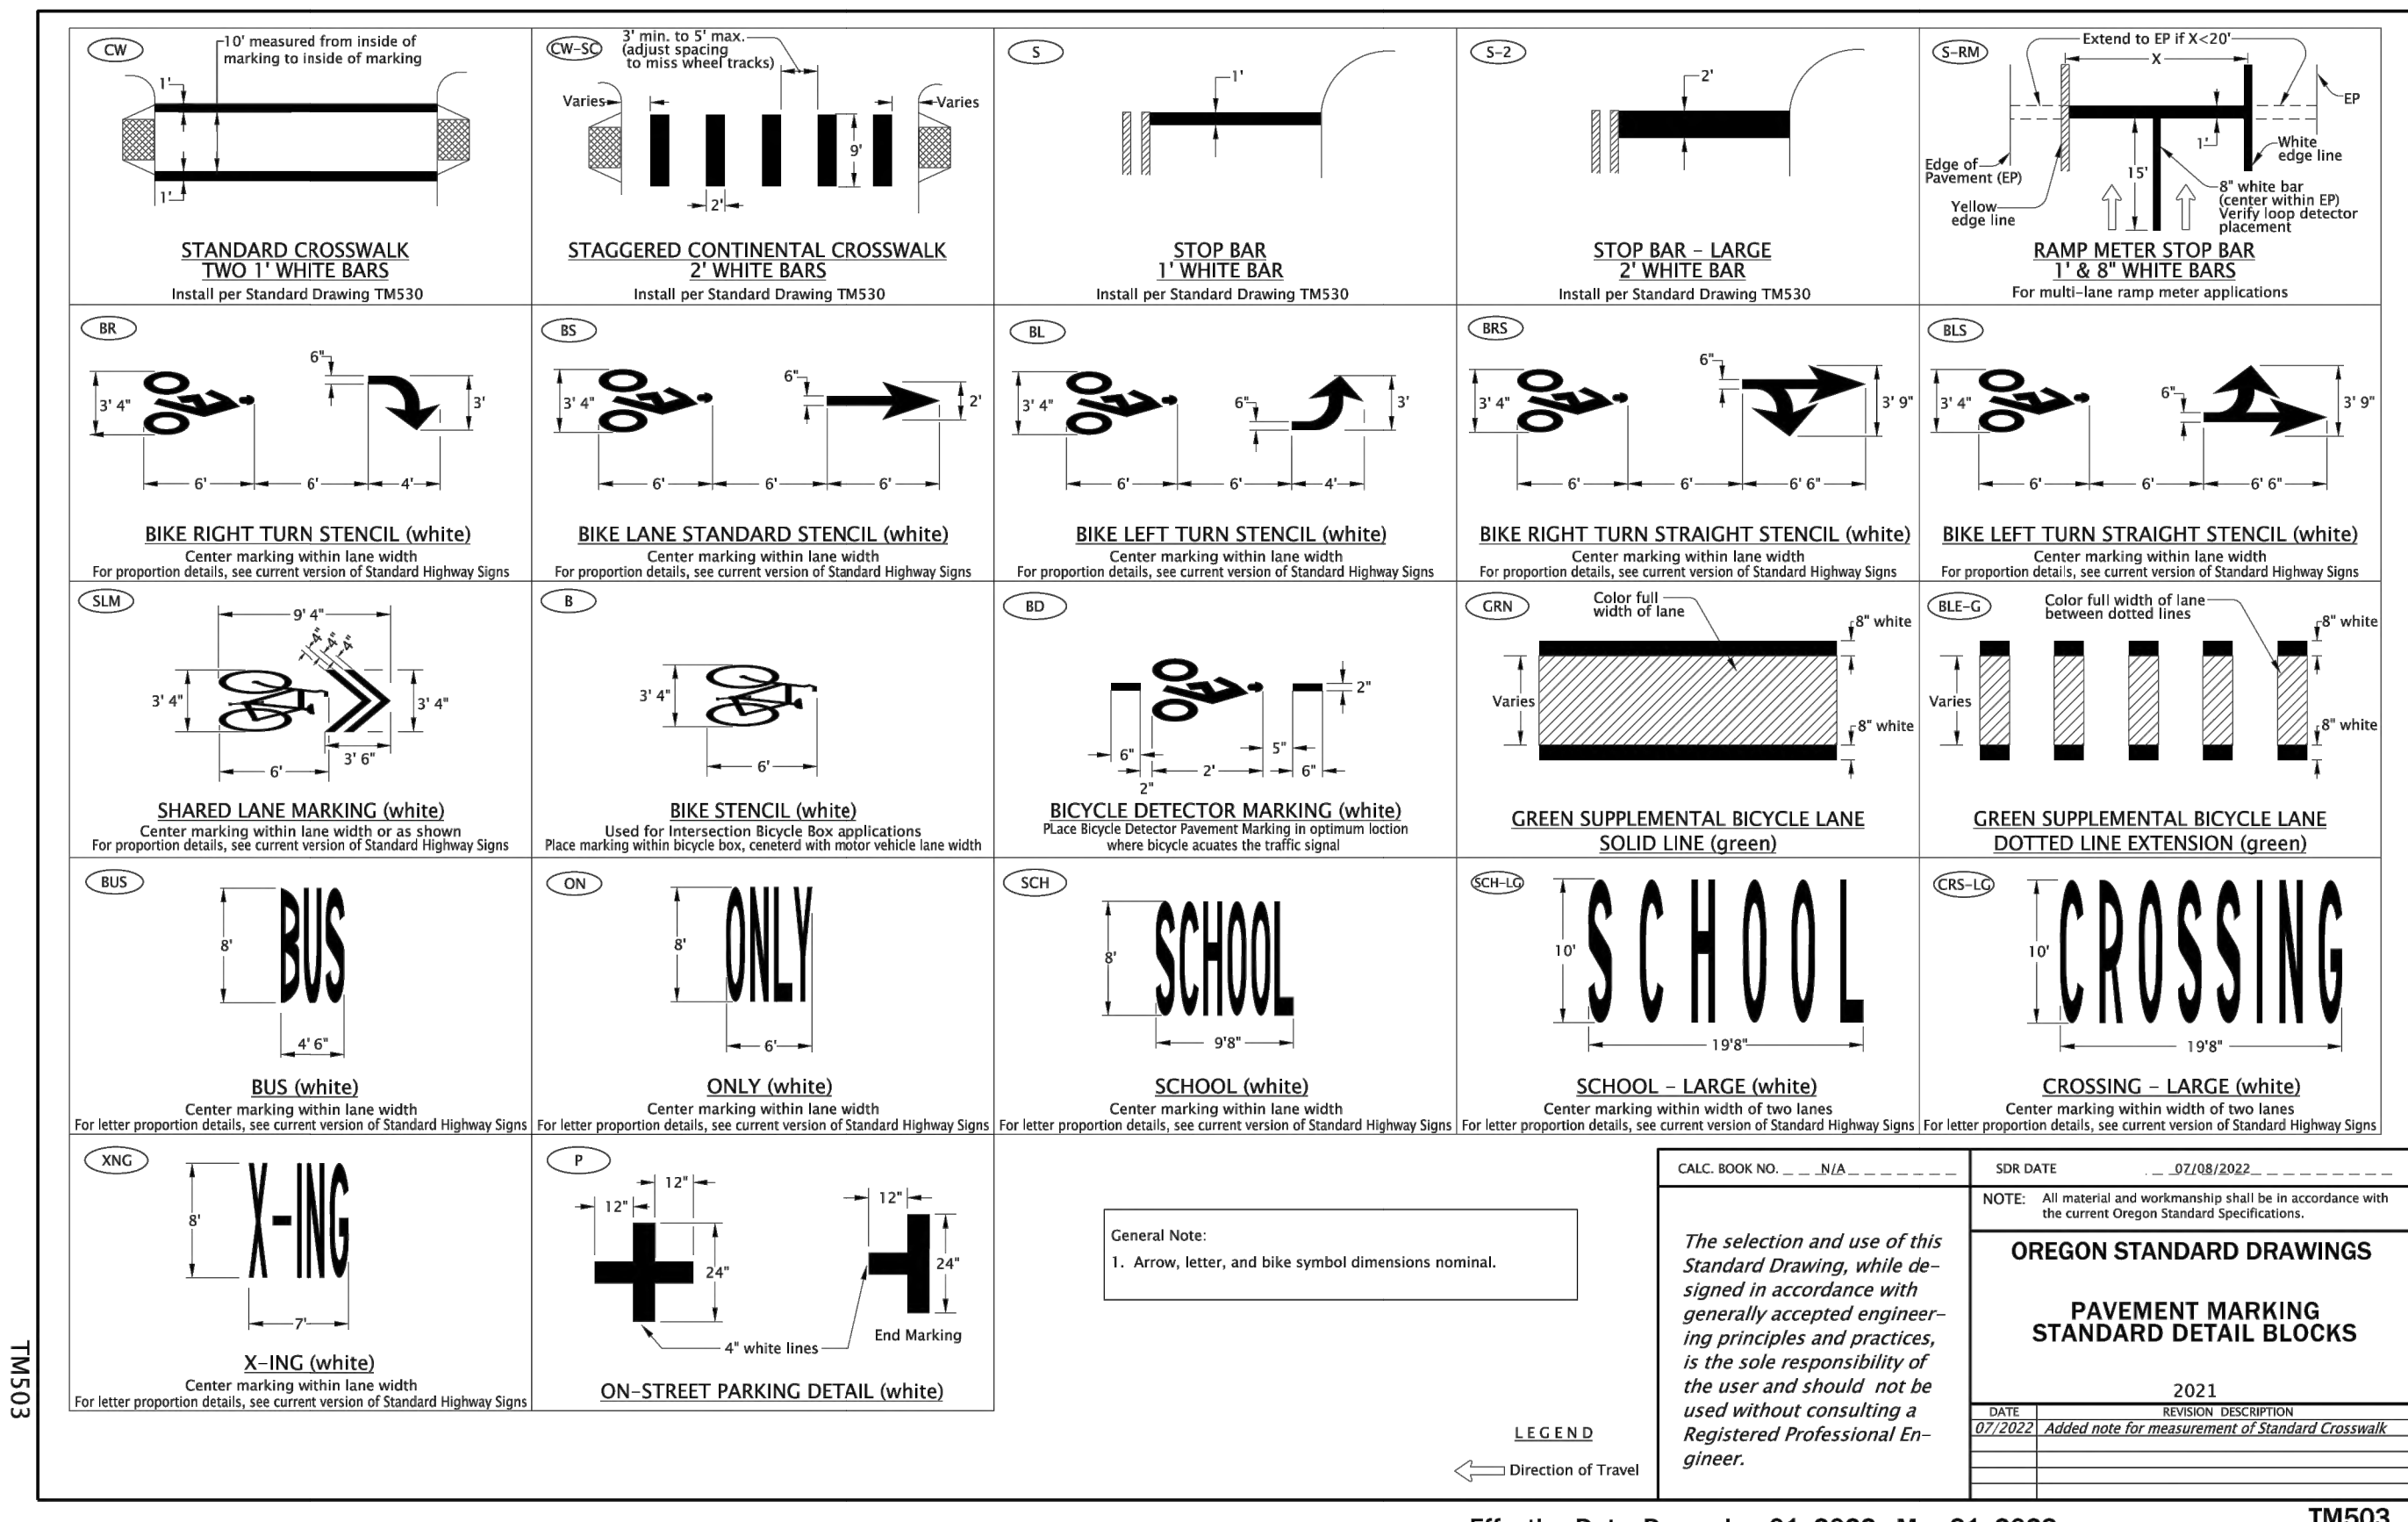 CW
10' measured from inside of
marking to inside of marking
1'
1'
STANDARD CROSSWALK
TWO 1' WHITE BARS
Install per Standard Drawing TM530
CW-SC
3' min. to 5' max.
(adjust spacing
to miss wheel tracks)
Varies
Varies
9'
2'
STAGGERED CONTINENTAL CROSSWALK
2' WHITE BARS
Install per Standard Drawing TM530
S
1'
STOP BAR
1' WHITE BAR
Install per Standard Drawing TM530
S-2
2'
STOP BAR - LARGE
2' WHITE BAR
Install per Standard Drawing TM530
S-RM
Extend to EP if X<20'
X
EP
1'
White
edge line
Edge of
Pavement (EP)
15'
8" white bar
(center within EP)
Verify loop detector
placement
Yellow
edge line
RAMP METER STOP BAR
1' & 8" WHITE BARS
For multi-lane ramp meter applications
BR
6"
3' 4"
3'
6'
6'
4'
BIKE RIGHT TURN STENCIL (white)
Center marking within lane width
For proportion details, see current version of Standard Highway Signs
BS
6"
3' 4"
2'
6'
6'
6'
BIKE LANE STANDARD STENCIL (white)
Center marking within lane width
For proportion details, see current version of Standard Highway Signs
BL
3' 4"
6"
3'
6'
6'
4'
BIKE LEFT TURN STENCIL (white)
Center marking within lane width
For proportion details, see current version of Standard Highway Signs
BRS
6"
3' 4"
3' 9"
6'
6'
6' 6"
BIKE RIGHT TURN STRAIGHT STENCIL (white)
Center marking within lane width
For proportion details, see current version of Standard Highway Signs
BLS
3' 4"
6"
3' 9"
6'
6'
6' 6"
BIKE LEFT TURN STRAIGHT STENCIL (white)
Center marking within lane width
For proportion details, see current version of Standard Highway Signs
SLM
9' 4"
4"
4"
4"
3' 4"
3' 4"
3' 6"
6'
SHARED LANE MARKING (white)
Center marking within lane width or as shown
For proportion details, see current version of Standard Highway Signs
B
3' 4"
6'
BIKE STENCIL (white)
Used for Intersection Bicycle Box applications
Place marking within bicycle box, ceneterd with motor vehicle lane width
BD
2"
6"
5"
2'
6"
2"
BICYCLE DETECTOR MARKING (white)
PLace Bicycle Detector Pavement Marking in optimum loction
where bicycle acuates the traffic signal
GRN
Color full
width of lane
8" white
Varies
8" white
GREEN SUPPLEMENTAL BICYCLE LANE
SOLID LINE (green)
BLE-G
Color full width of lane
between dotted lines
8" white
Varies
8" white
GREEN SUPPLEMENTAL BICYCLE LANE
DOTTED LINE EXTENSION (green)
BUS
8'
BUS
4' 6"
BUS (white)
Center marking within lane width
For letter proportion details, see current version of Standard Highway Signs
ON
8'
ONLY
6'
ONLY (white)
Center marking within lane width
For letter proportion details, see current version of Standard Highway Signs
SCH
8'
SCHOOL
9'8"
SCHOOL (white)
Center marking within lane width
For letter proportion details, see current version of Standard Highway Signs
SCH-LG
10'
SCHOOL
19'8"
SCHOOL - LARGE (white)
Center marking within width of two lanes
For letter proportion details, see current version of Standard Highway Signs
CRS-LG
10'
CROSSING
19'8"
CROSSING - LARGE (white)
Center marking within width of two lanes
For letter proportion details, see current version of Standard Highway Signs
XNG
8'
X-ING
7'
X-ING (white)
Center marking within lane width
For letter proportion details, see current version of Standard Highway Signs
P
12"
12"
24"
12"
24"
End Marking
4" white lines
ON-STREET PARKING DETAIL (white)
General Note:
1. Arrow, letter, and bike symbol dimensions nominal.
LEGEND
Direction of Travel
CALC. BOOK NO. N/A
The selection and use of this
Standard Drawing, while de-
signed in accordance with
generally accepted engineer-
ing principles and practices,
is the sole responsibility of
the user and should not be
used without consulting a
Registered Professional En-
gineer.
SDR DATE 07/08/2022
NOTE: All material and workmanship shall be in accordance with
the current Oregon Standard Specifications.
OREGON STANDARD DRAWINGS
PAVEMENT MARKING
STANDARD DETAIL BLOCKS
2021
DATE REVISION DESCRIPTION
07/2022 Added note for measurement of Standard Crosswalk
TM503
TM503